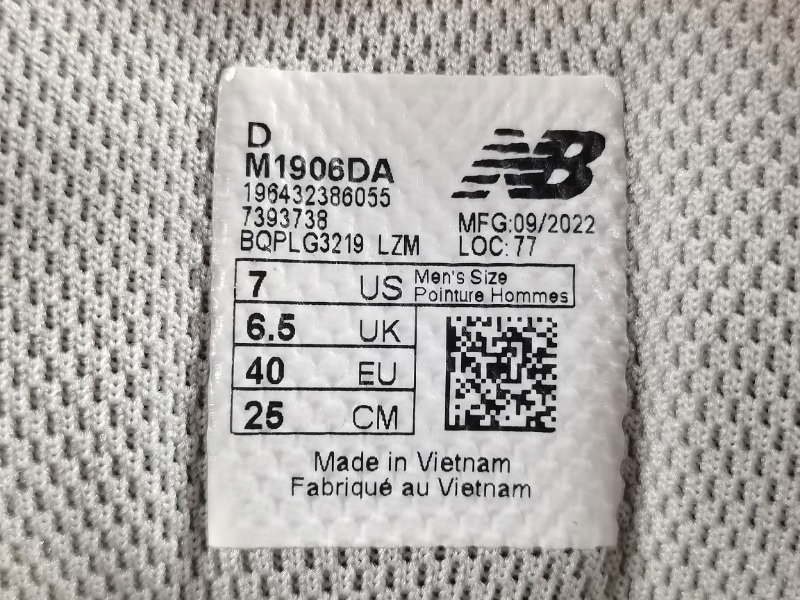 D
M1906DA
196432386055
7393738
BQPLG3219 LZM
NB
MFG:09/2022
LOC:77
7 US Men's Size
Pointure Hommes
6.5 UK
40 EU
25 CM
Made in Vietnam
Fabriqué au Vietnam